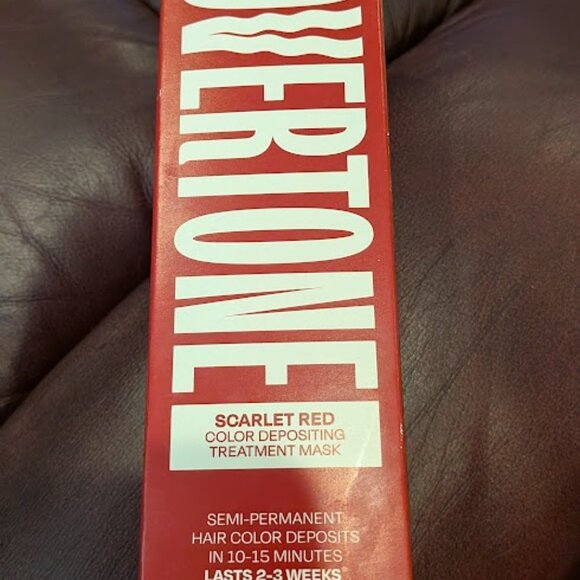 OVERTONE
SCARLET RED
COLOR DEPOSITING
TREATMENT MASK
SEMI-PERMANENT
HAIR COLOR DEPOSITS
IN 10-15 MINUTES
LASTS 2-3 WEEKS*